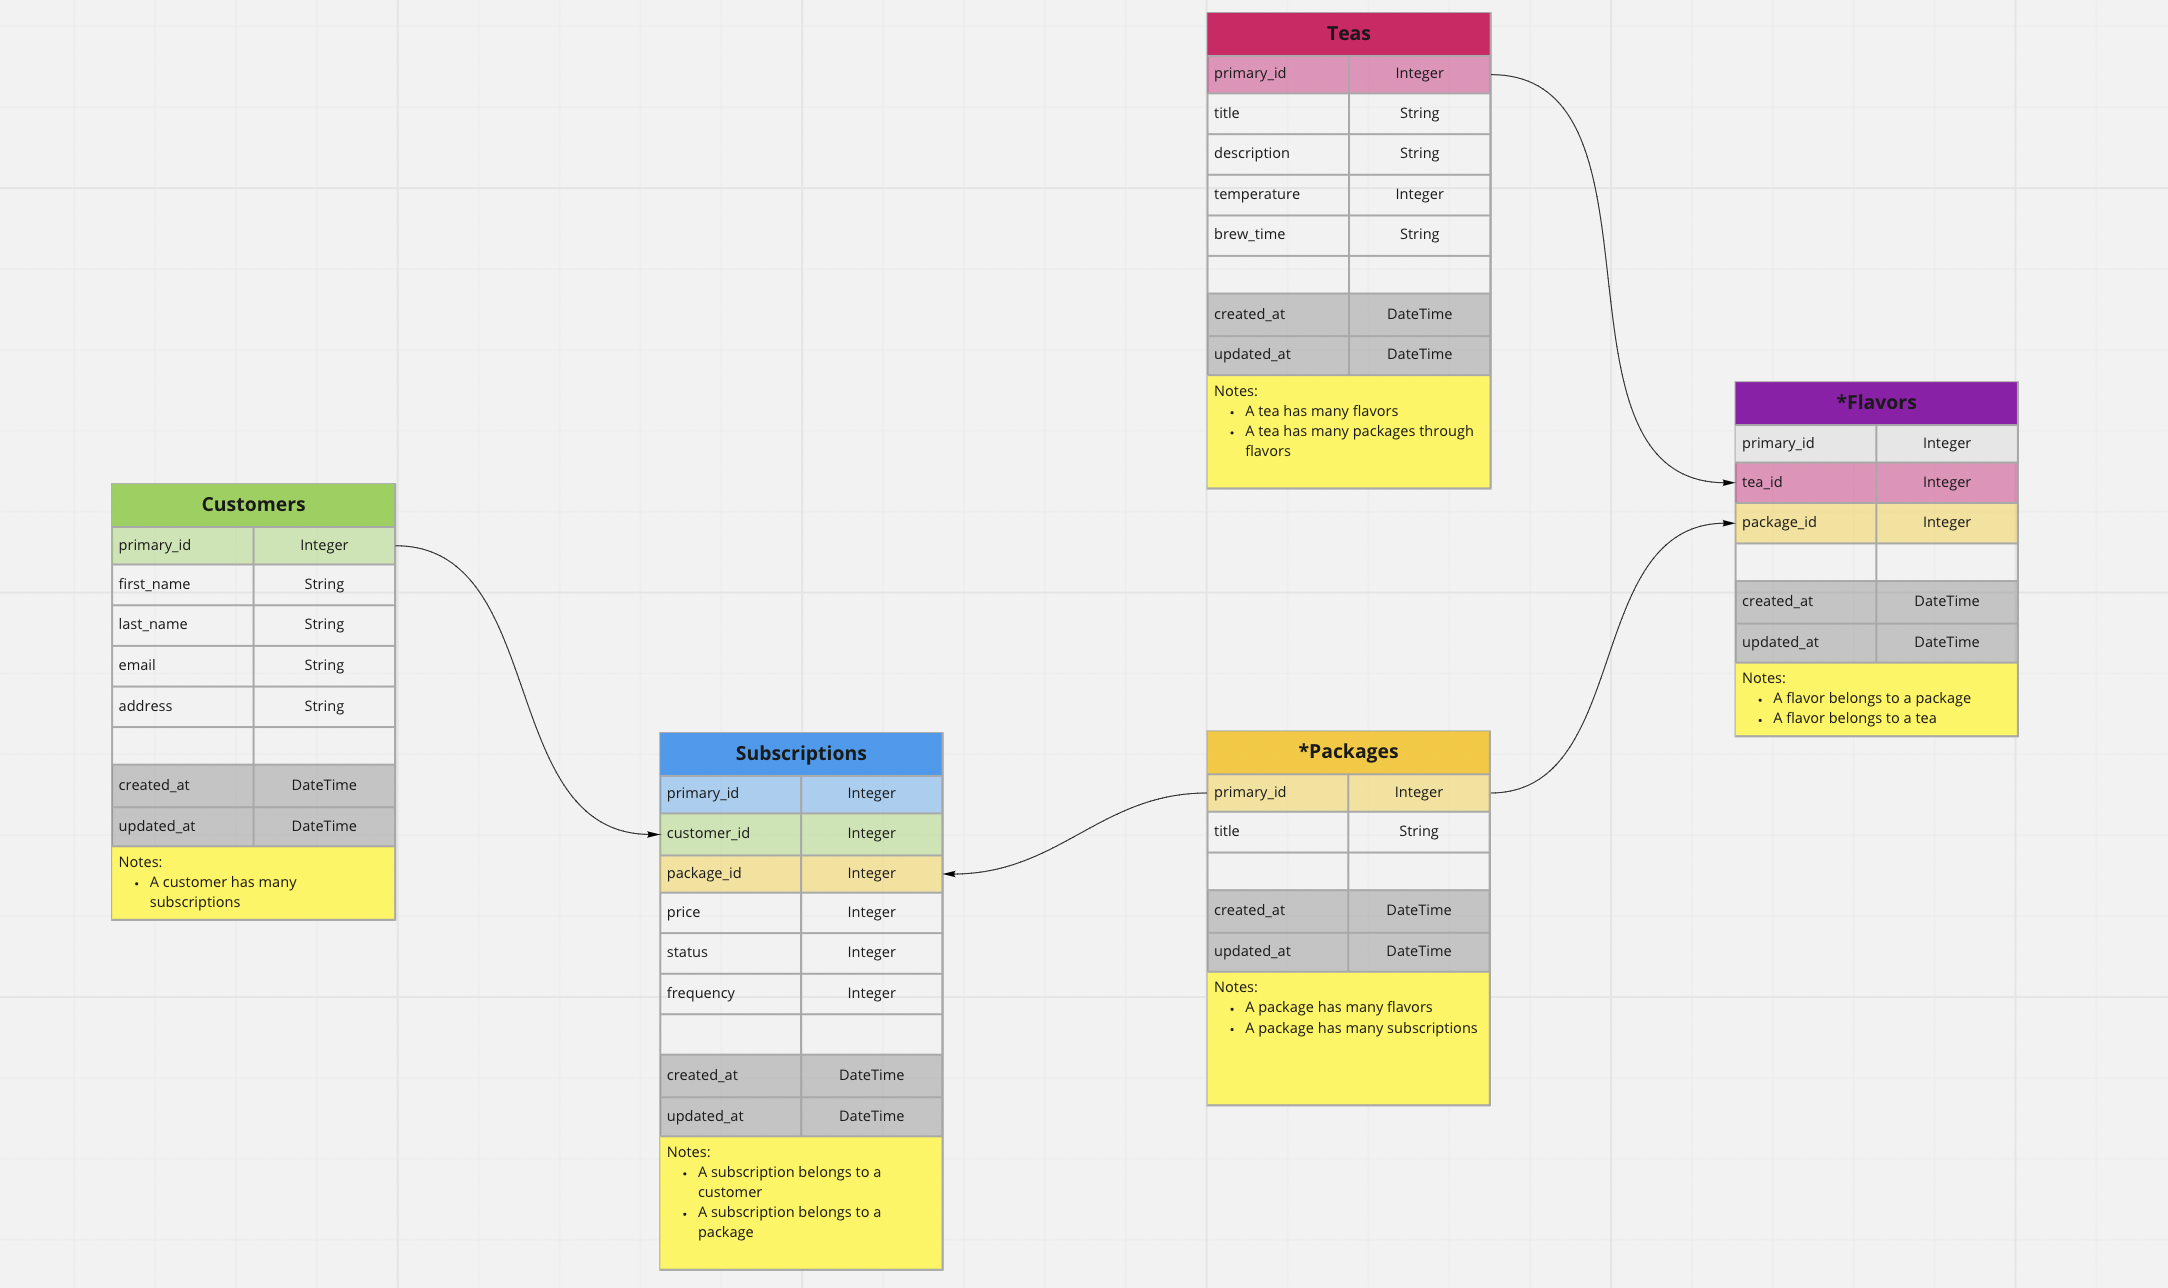 Teas
primary_id Integer
title String
description String
temperature Integer
brew_time String
created_at DateTime
updated_at DateTime
Notes:
• A tea has many flavors
• A tea has many packages through
flavors
*Flavors
primary_id Integer
tea_id Integer
package_id Integer
created_at DateTime
updated_at DateTime
Notes:
• A flavor belongs to a package
• A flavor belongs to a tea
Customers
primary_id Integer
first_name String
last_name String
email String
address String
created_at DateTime
updated_at DateTime
Notes:
• A customer has many
subscriptions
Subscriptions
primary_id Integer
customer_id Integer
package_id Integer
price Integer
status Integer
frequency Integer
created_at DateTime
updated_at DateTime
Notes:
• A subscription belongs to a
customer
• A subscription belongs to a
package
*Packages
primary_id Integer
title String
created_at DateTime
updated_at DateTime
Notes:
• A package has many flavors
• A package has many subscriptions